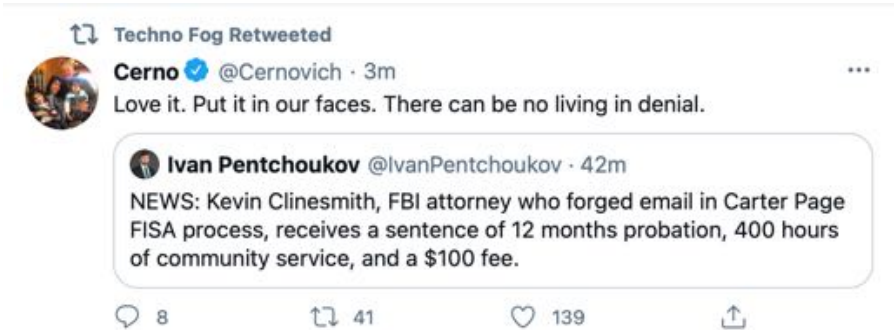 Techno Fog Retweeted
Cerno @Cernovich · 3m
Love it. Put it in our faces. There can be no living in denial.
Ivan Pentchoukov @IvanPentchoukov · 42m
NEWS: Kevin Clinesmith, FBI attorney who forged email in Carter Page
FISA process, receives a sentence of 12 months probation, 400 hours
of community service, and a $100 fee.
8 41 139